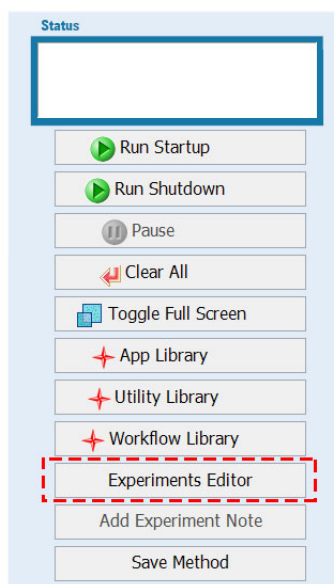 Status
Run Startup
Run Shutdown
Pause
Clear All
Toggle Full Screen
App Library
Utility Library
Workflow Library
Experiments Editor
Add Experiment Note
Save Method